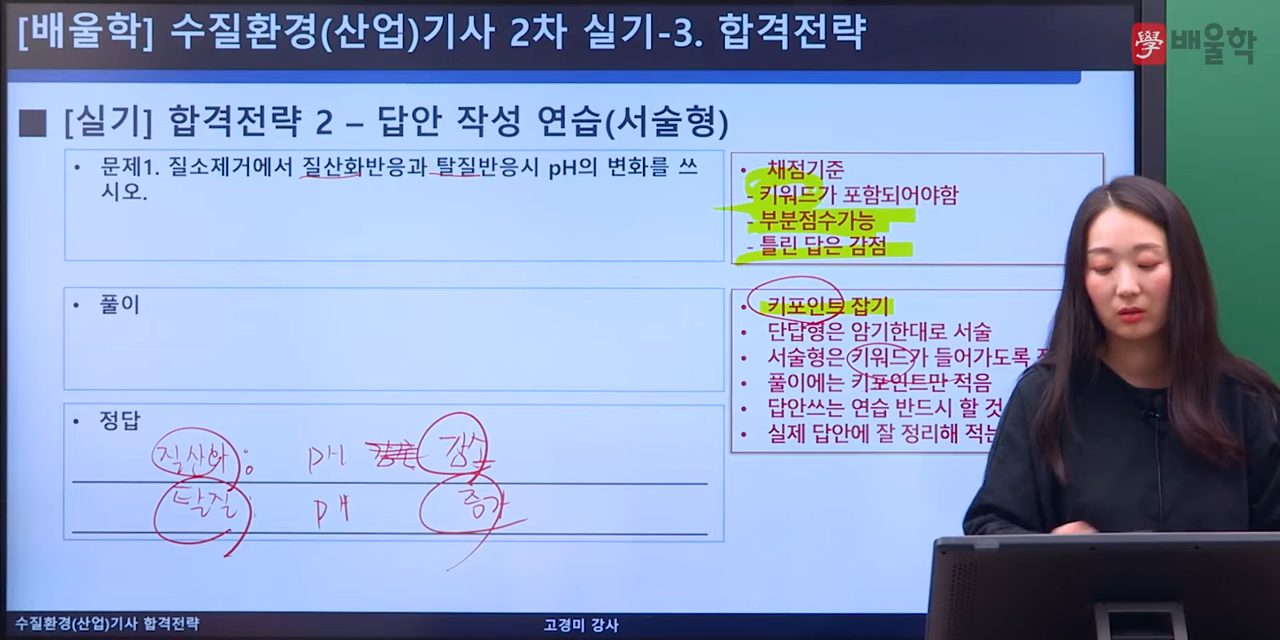 [배울학] 수질환경(산업)기사 2차 실기-3. 합격전략
學 배울학
■ [실기] 합격전략 2 – 답안 작성 연습(서술형)
• 문제1. 질소제거에서 질산화반응과 탈질반응시 pH의 변화를 쓰
시오.
• 채점기준
- 키워드가 포함되어야함
- 부분점수가능
- 틀린 답은 감점
• 풀이
• 키포인트 잡기
• 단답형은 암기한대로 서술
• 서술형은 키워드가 들어가도록
• 풀이에는 키포인트만 적음
• 답안쓰는 연습 반드시 할 것
• 실제 답안에 잘 정리해 적는
• 정답
질산화 : pH 감소
탈질 : pH 증가
수질환경(산업)기사 합격전략
고경미 강사